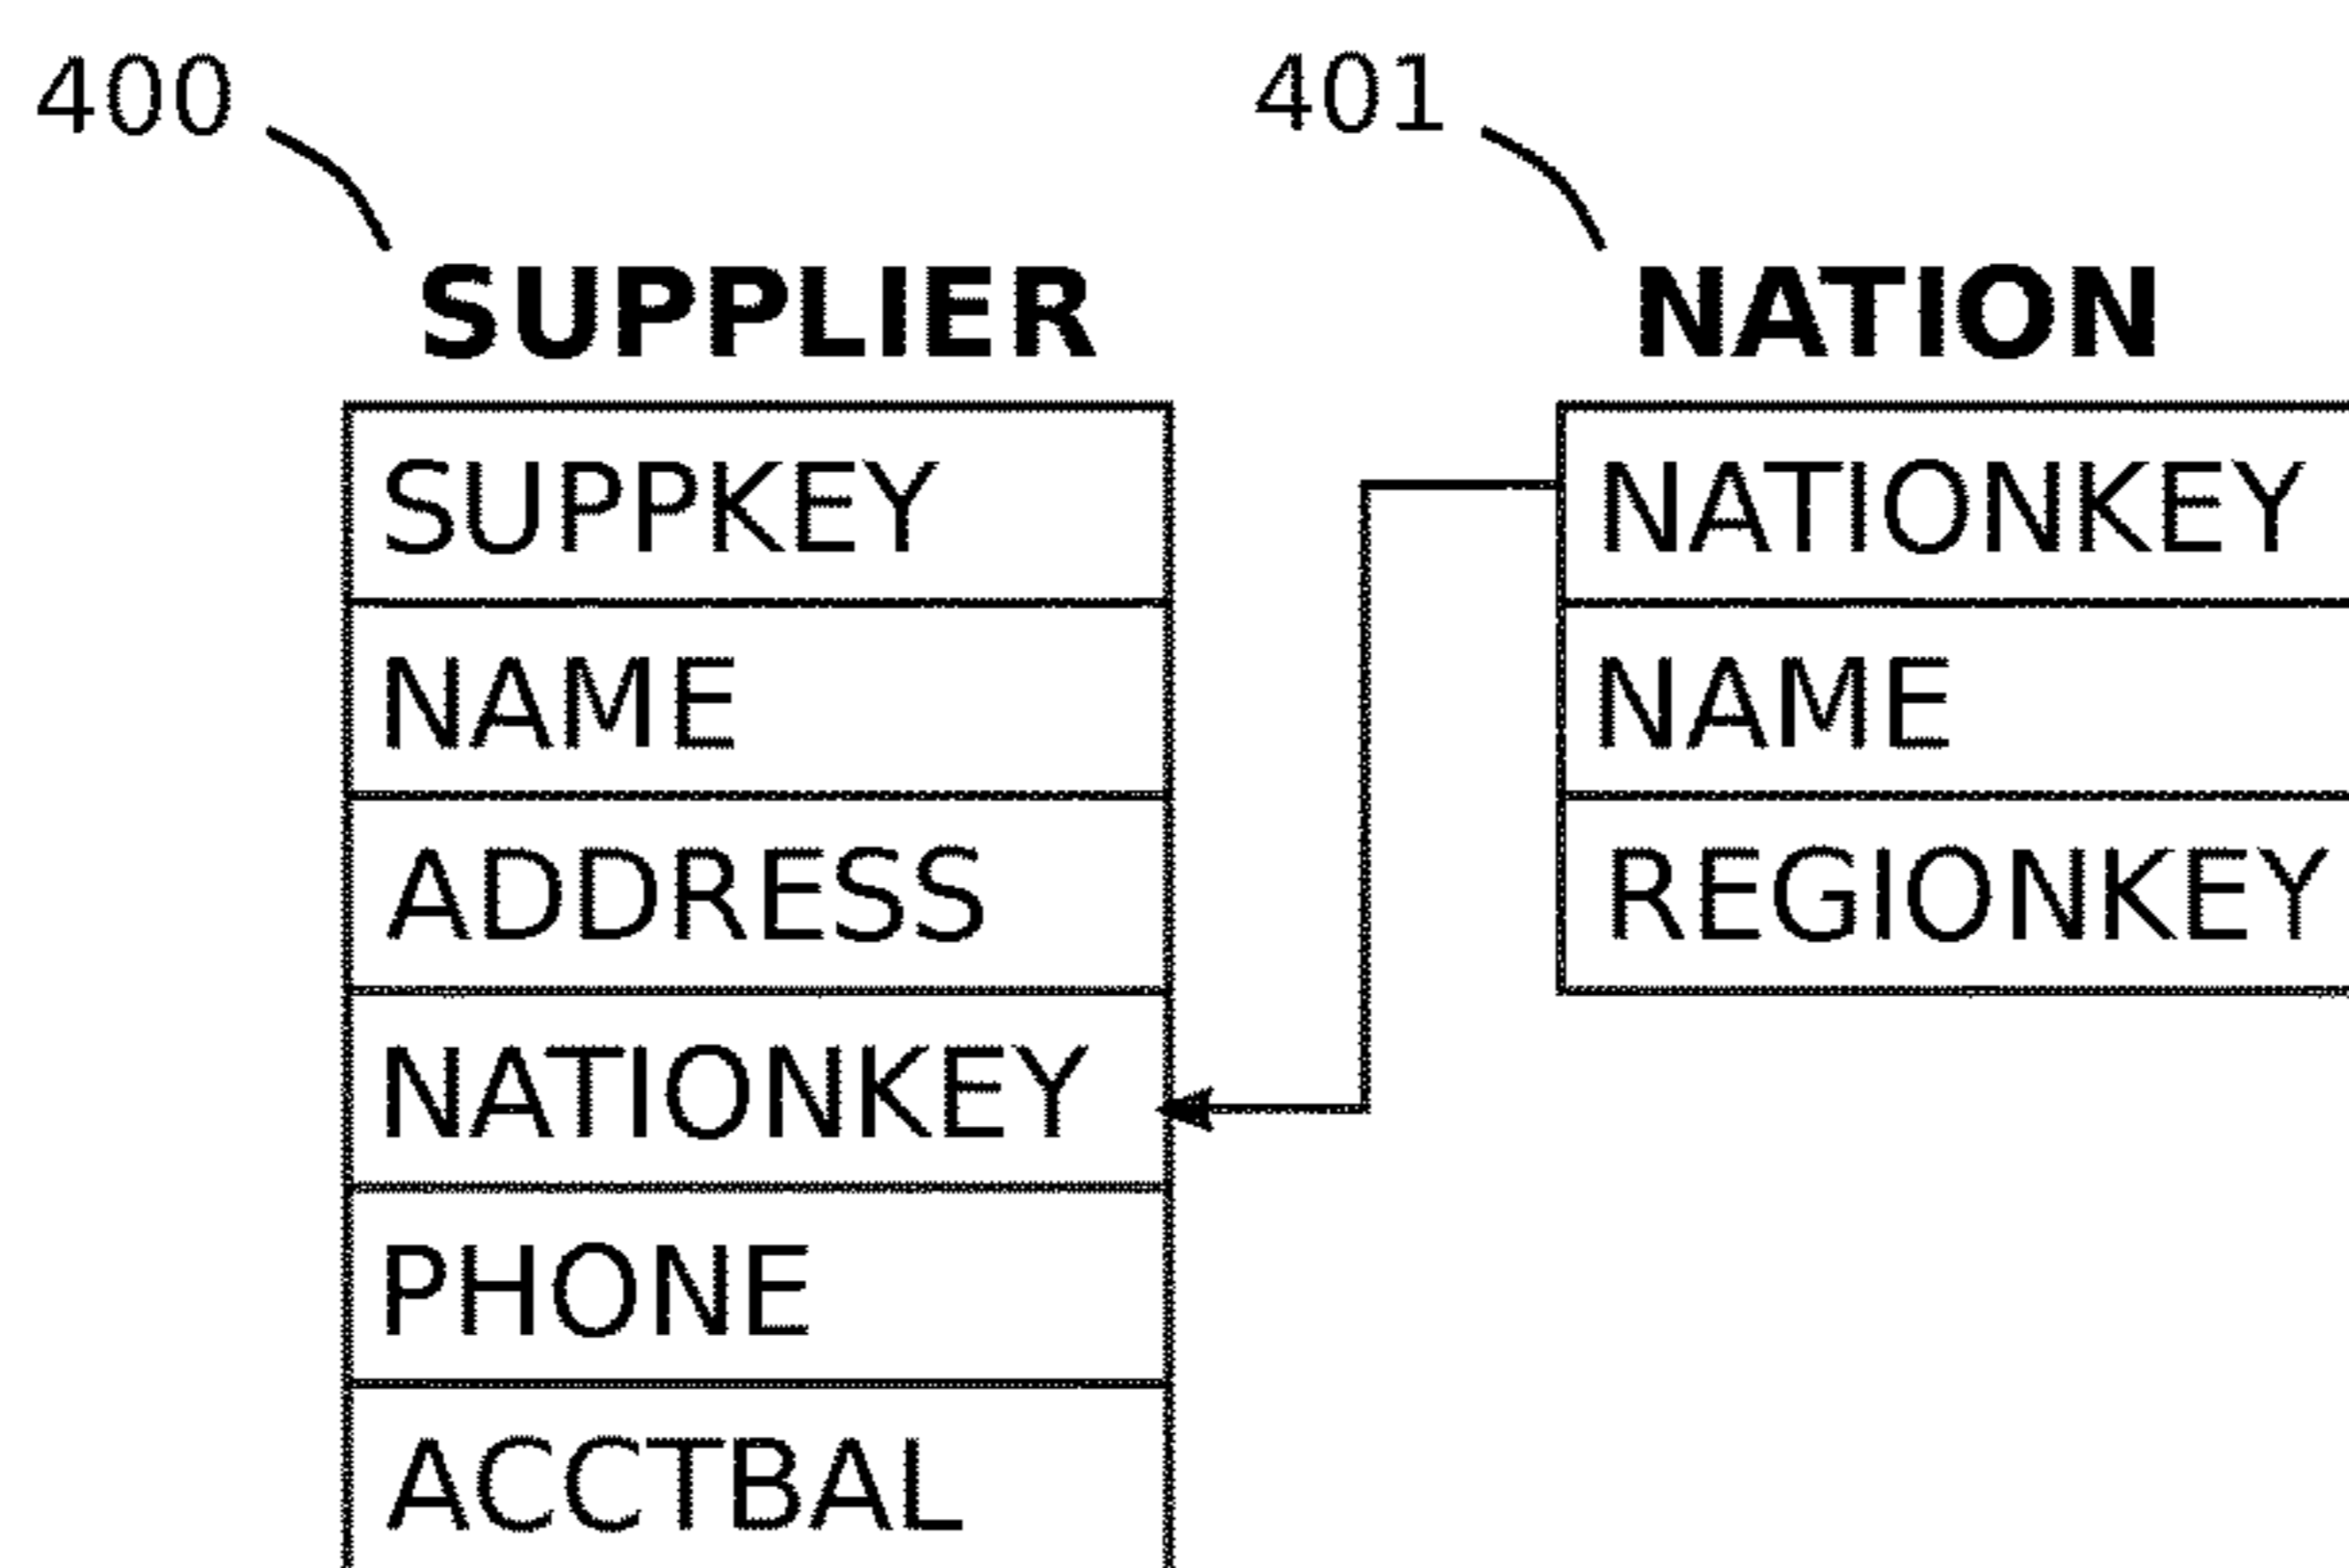 400
SUPPLIER
SUPPKEY
NAME
ADDRESS
NATIONKEY
PHONE
ACCTBAL
401
NATION
NATIONKEY
NAME
REGIONKEY